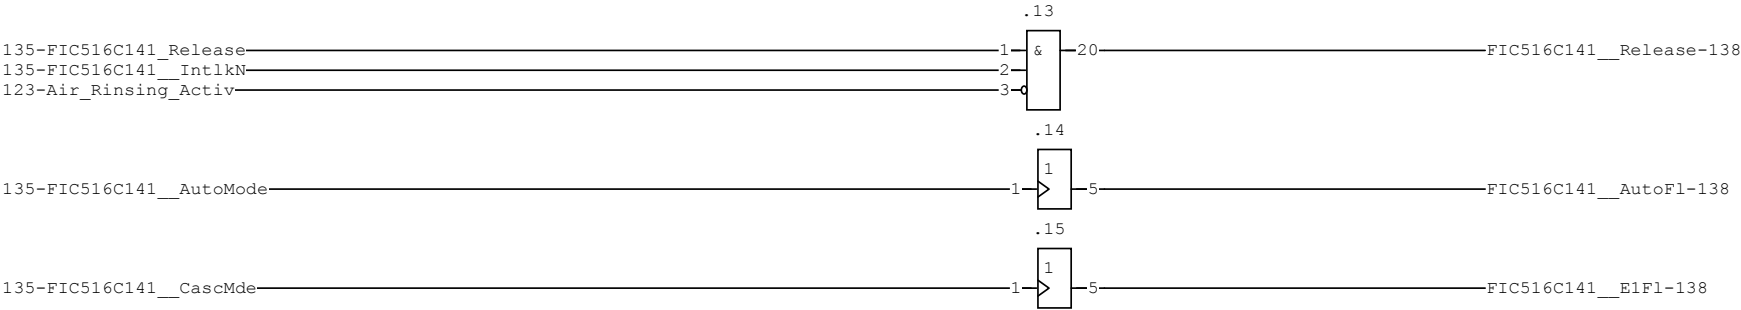 .13
135-FIC516C141_Release 1 & 20 FIC516C141__Release-138
135-FIC516C141__IntlkN 2
123-Air_Rinsing_Activ 3
.14
1
135-FIC516C141__AutoMode 1 5 FIC516C141__AutoFl-138
.15
1
135-FIC516C141__CascMde 1 5 FIC516C141__E1Fl-138